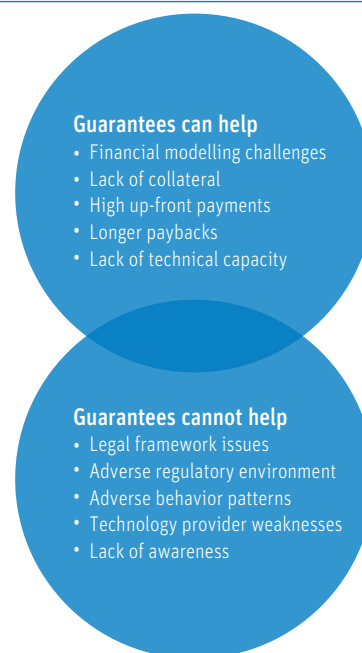 Guarantees can help
• Financial modelling challenges
• Lack of collateral
• High up-front payments
• Longer paybacks
• Lack of technical capacity
Guarantees cannot help
• Legal framework issues
• Adverse regulatory environment
• Adverse behavior patterns
• Technology provider weaknesses
• Lack of awareness